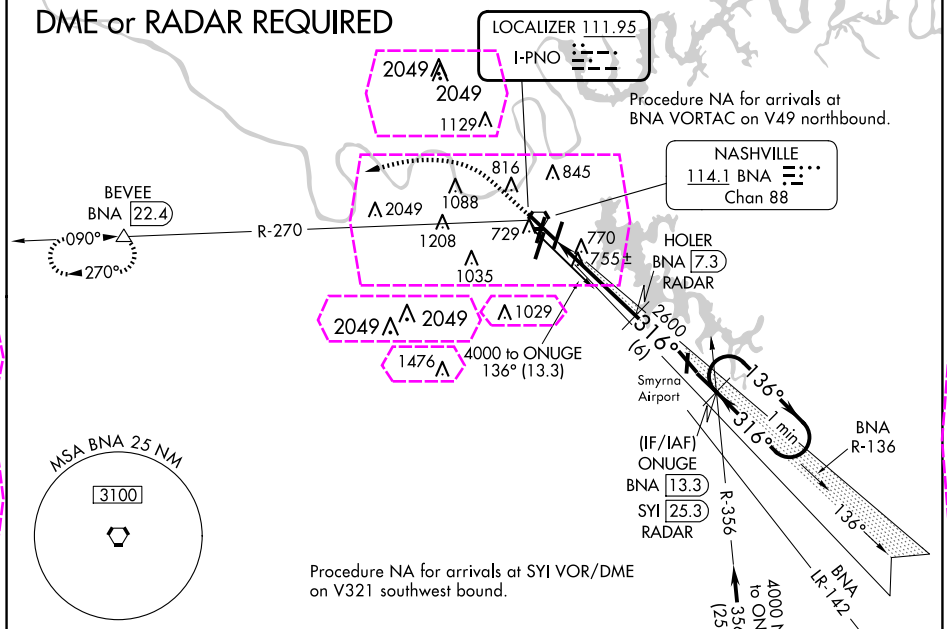 DME or RADAR REQUIRED
LOCALIZER 111.95
I-PNO
2049
2049
1129
Procedure NA for arrivals at
BNA VORTAC on V49 northbound.
NASHVILLE
114.1 BNA
Chan 88
816
845
1088
2049
1208
729
770
755±
1035
BEVEE
BNA 22.4
090°
270°
R-270
HOLER
BNA 7.3
RADAR
2049
2049
1029
1476
4000 to ONUGE
136° (13.3)
2600
316°
(6)
Smyrna
Airport
136°
1 min
316°
BNA
R-136
136°
(IF/IAF)
ONUGE
BNA 13.3
SYI 25.3
RADAR
R-356
BNA
LR-142
MSA BNA 25 NM
3100
Procedure NA for arrivals at SYI VOR/DME
on V321 southwest bound.
4000
to